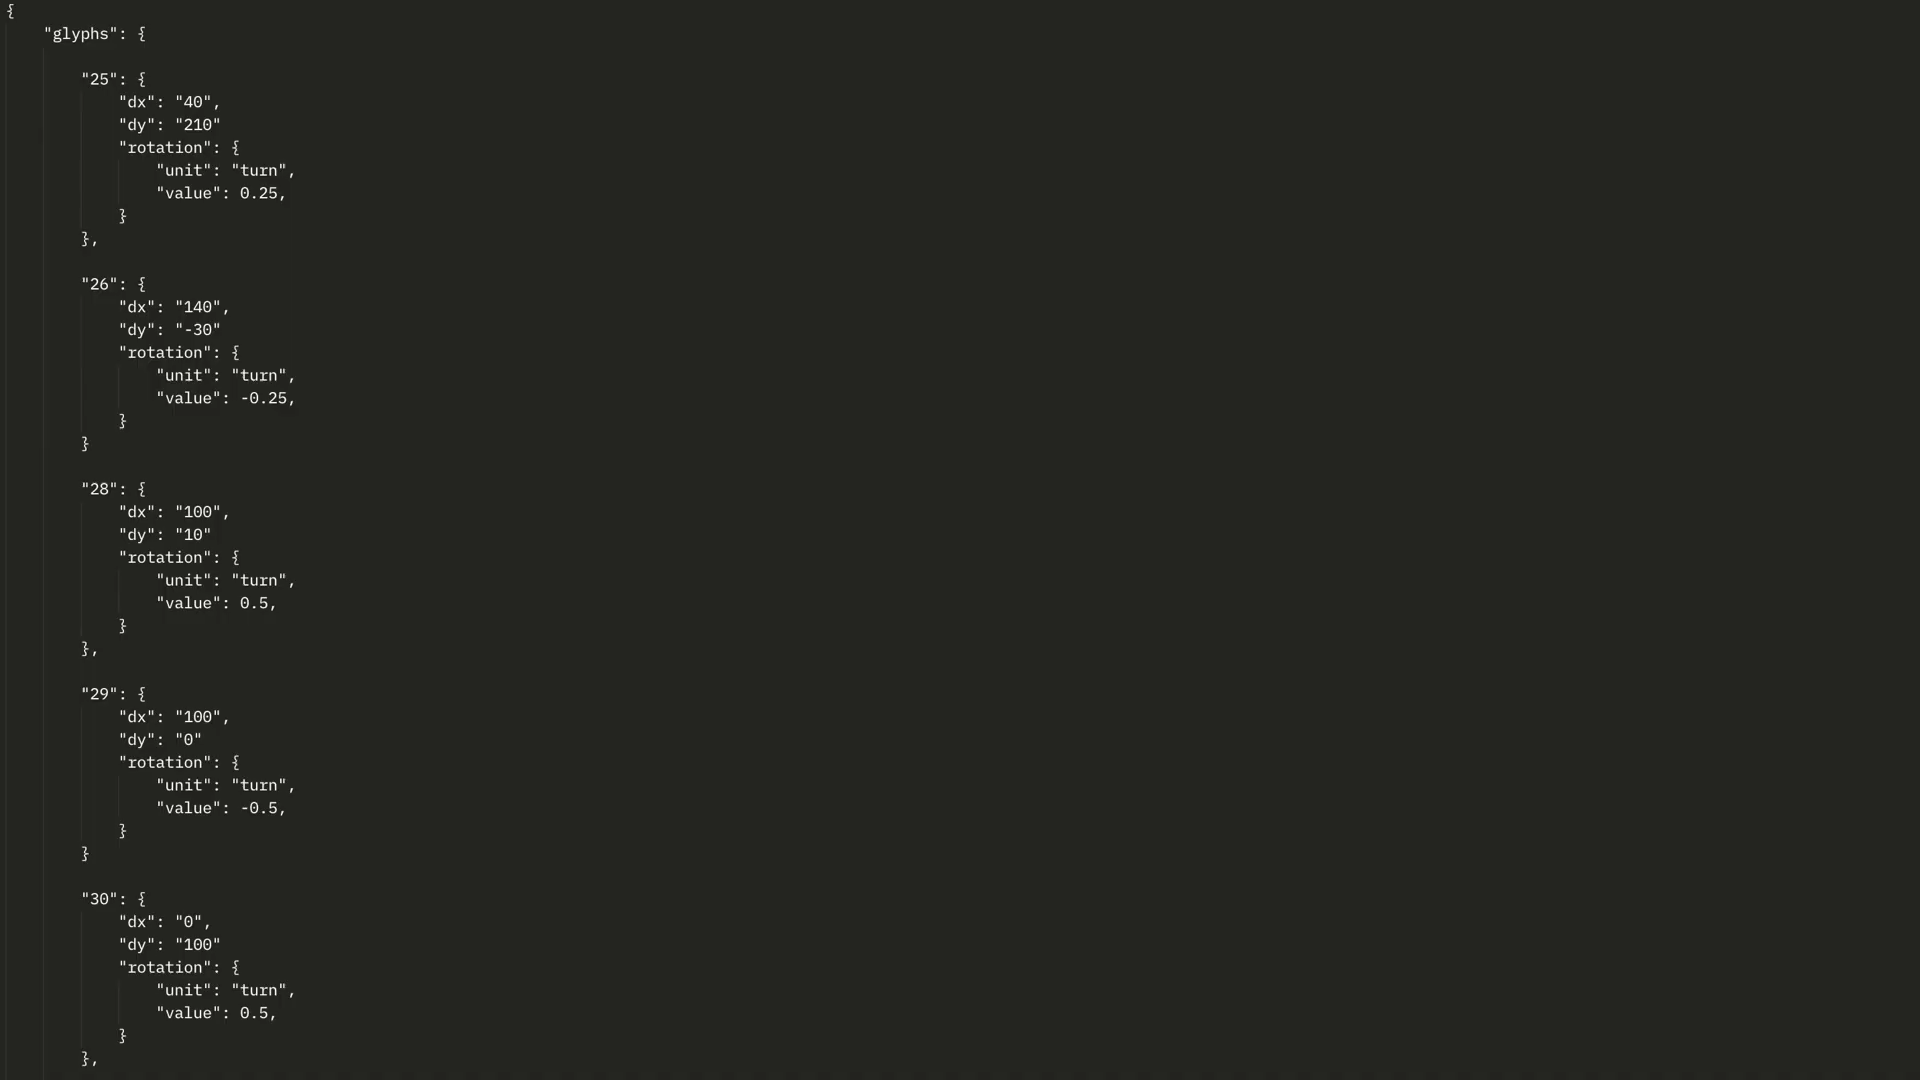 {
    "glyphs": {

        "25": {
            "dx": "40",
            "dy": "210"
            "rotation": {
                "unit": "turn",
                "value": 0.25,
            }
        },

        "26": {
            "dx": "140",
            "dy": "-30"
            "rotation": {
                "unit": "turn",
                "value": -0.25,
            }
        }

        "28": {
            "dx": "100",
            "dy": "10"
            "rotation": {
                "unit": "turn",
                "value": 0.5,
            }
        },

        "29": {
            "dx": "100",
            "dy": "0"
            "rotation": {
                "unit": "turn",
                "value": -0.5,
            }
        }

        "30": {
            "dx": "0",
            "dy": "100"
            "rotation": {
                "unit": "turn",
                "value": 0.5,
            }
        },